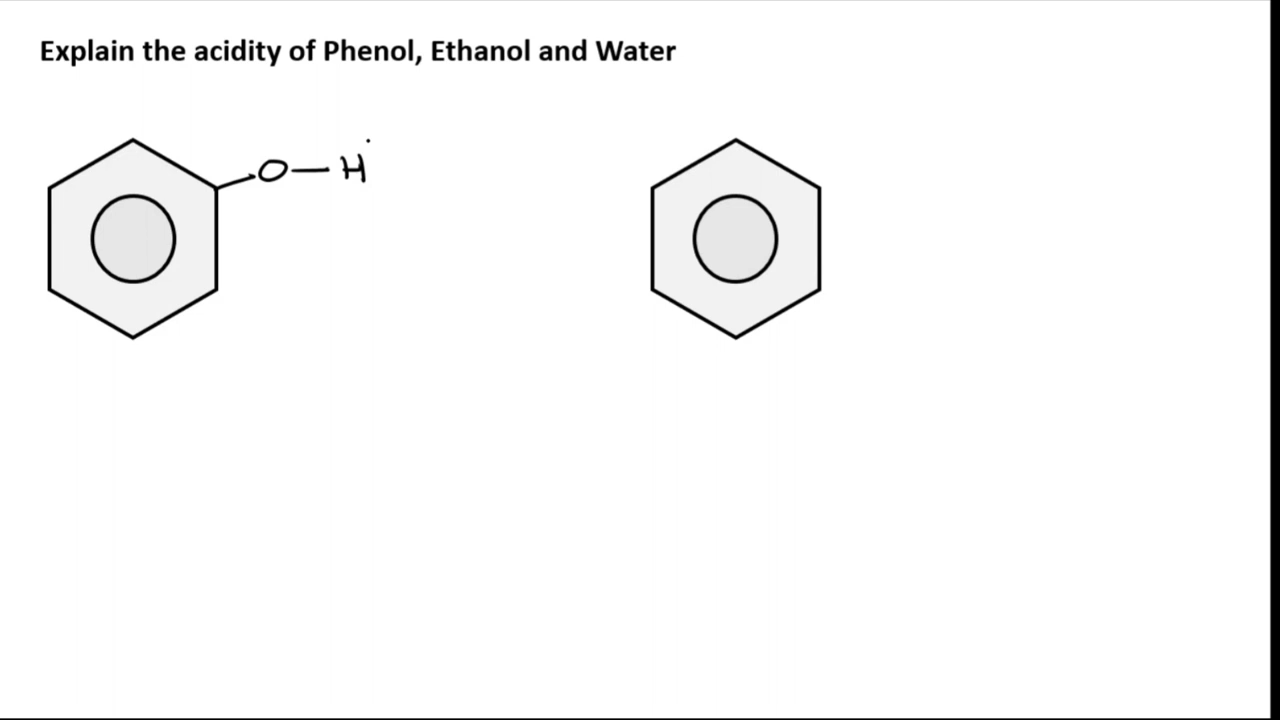 Explain the acidity of Phenol, Ethanol and Water
O—H